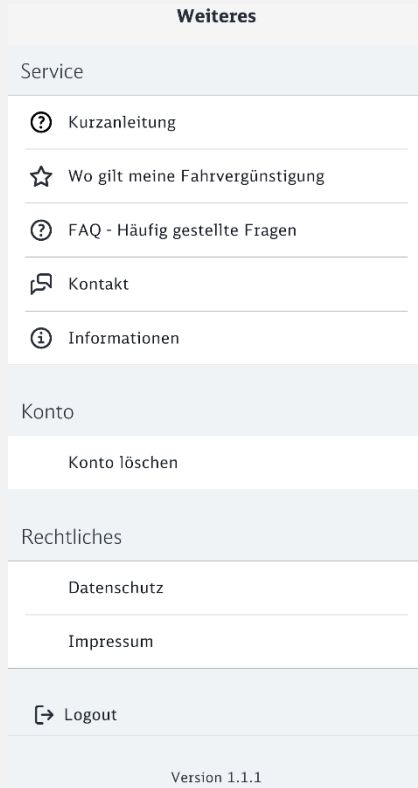 Weiteres
Service
Kurzanleitung
Wo gilt meine Fahrvergünstigung
FAQ - Häufig gestellte Fragen
Kontakt
Informationen
Konto
Konto löschen
Rechtliches
Datenschutz
Impressum
Logout
Version 1.1.1